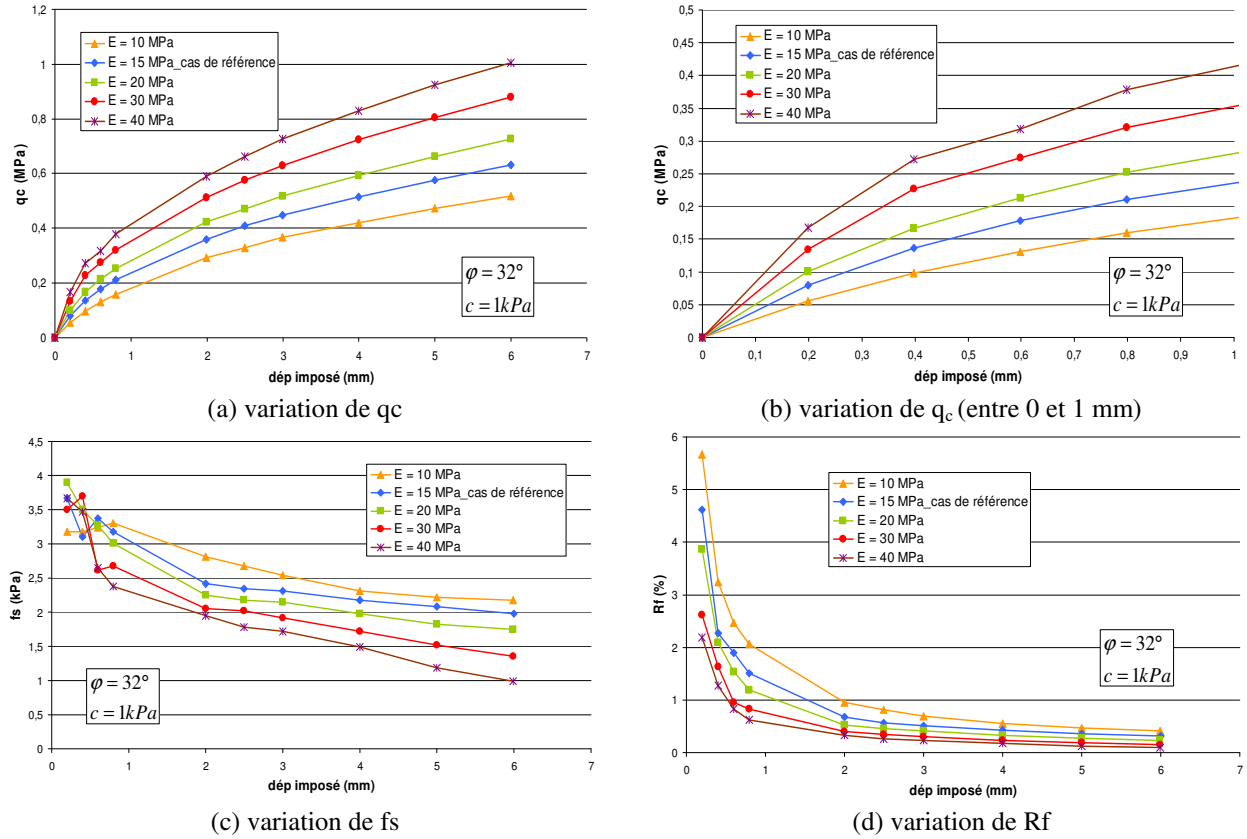 1,2
1
0,8
0,6
0,4
0,2
0
qc (MPa)
E = 10 MPa
E = 15 MPa_cas de référence
E = 20 MPa
E = 30 MPa
E = 40 MPa
φ = 32°
c = 1kPa
0 1 2 3 4 5 6 7
dép imposé (mm)
(a) variation de qc
0,5
0,45
0,4
0,35
0,3
0,25
0,2
0,15
0,1
0,05
0
qc (MPa)
E = 10 MPa
E = 15 MPa_cas de référence
E = 20 MPa
E = 30 MPa
E = 40 MPa
φ = 32°
c = 1kPa
0 0,1 0,2 0,3 0,4 0,5 0,6 0,7 0,8 0,9 1
dép imposé (mm)
(b) variation de qc (entre 0 et 1 mm)
4,5
4
3,5
3
2,5
2
1,5
1
0,5
0
fs (kPa)
E = 10 MPa
E = 15 MPa_cas de référence
E = 20 MPa
E = 30 MPa
E = 40 MPa
φ = 32°
c = 1kPa
0 1 2 3 4 5 6 7
dép imposé (mm)
(c) variation de fs
6
5
4
3
2
1
0
Rf (%)
E = 10 MPa
E = 15 MPa_cas de référence
E = 20 MPa
E = 30 MPa
E = 40 MPa
φ = 32°
c = 1kPa
0 1 2 3 4 5 6 7
dép imposé (mm)
(d) variation de Rf